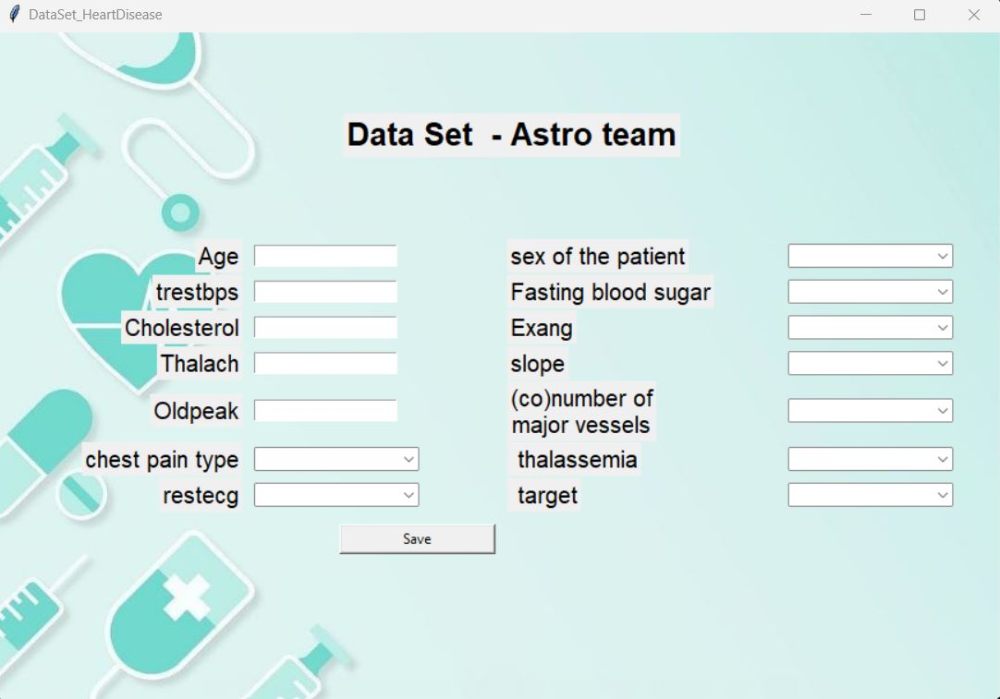 DataSet_HeartDisease
Data Set  - Astro team
Age
trestbps
Cholesterol
Thalach
Oldpeak
chest pain type
restecg
sex of the patient
Fasting blood sugar
Exang
slope
(co)number of
major vessels
thalassemia
target
Save